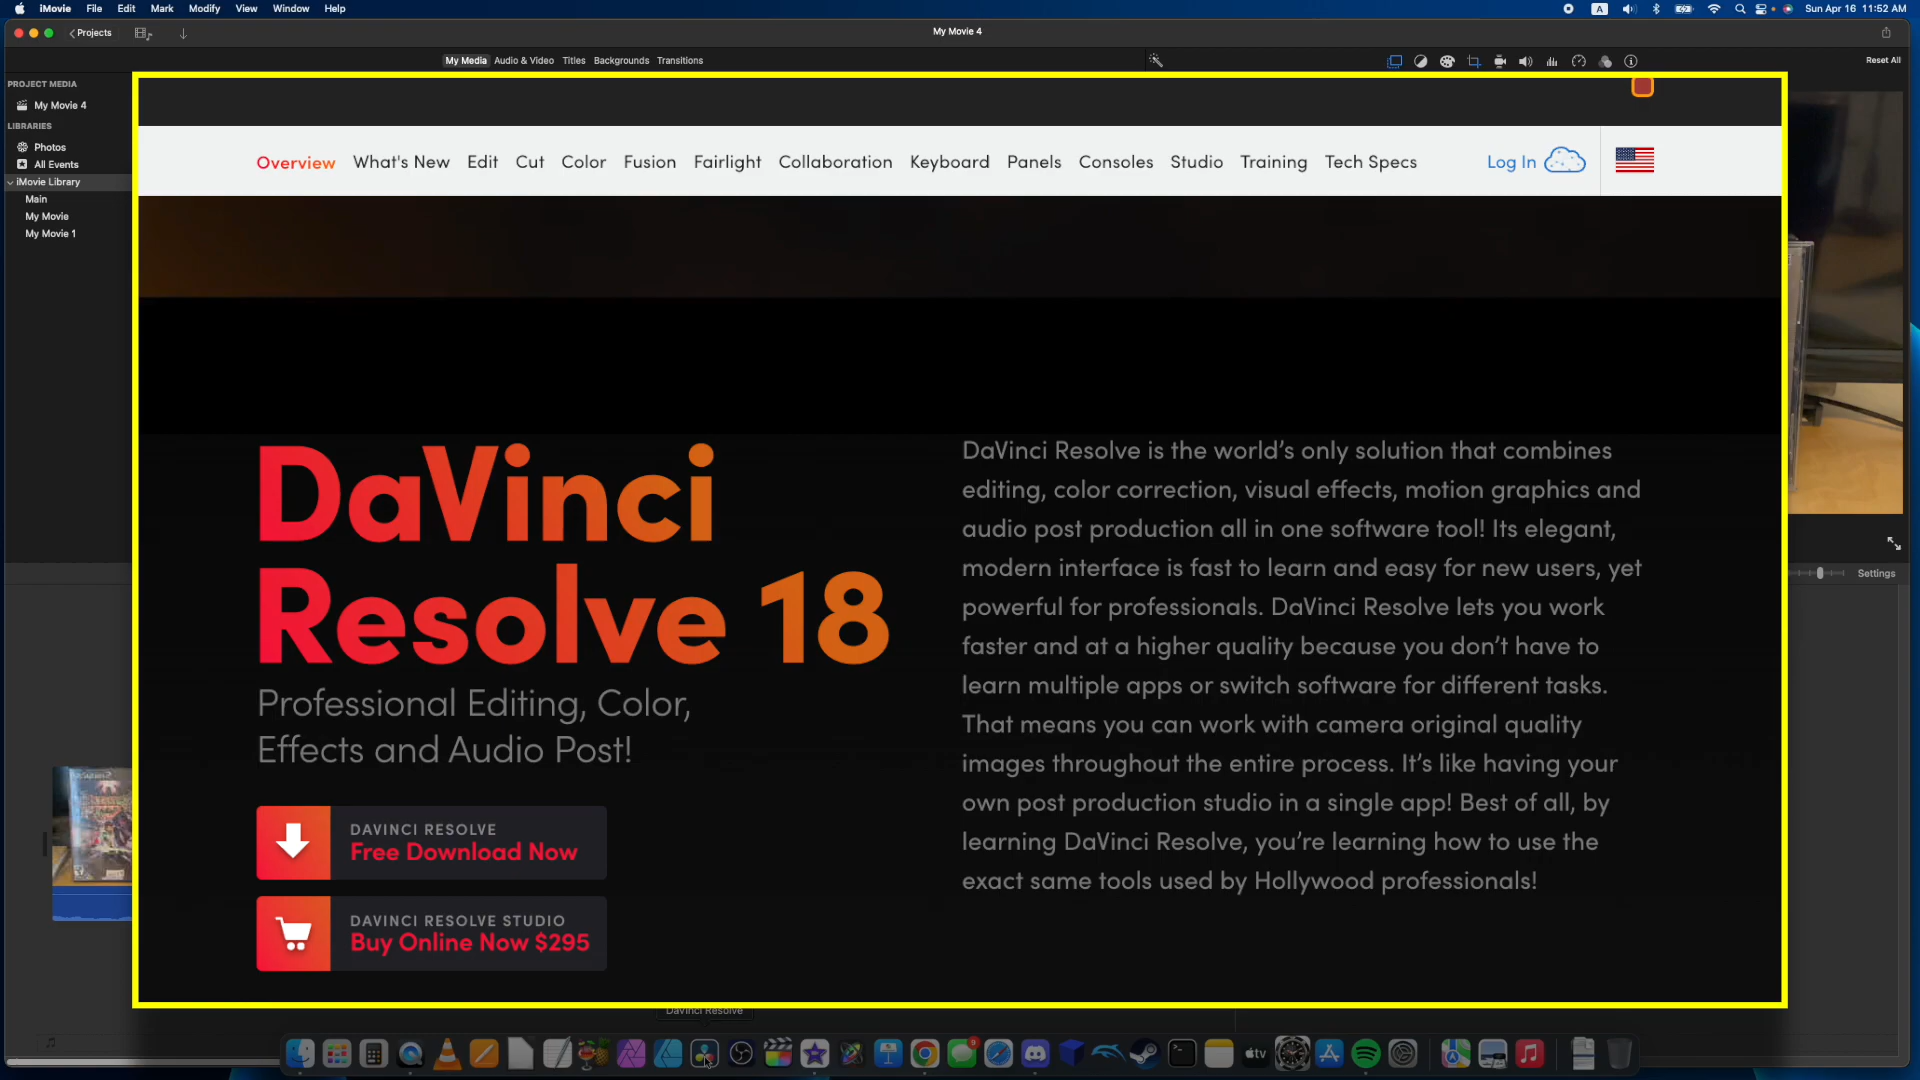 iMovie File Edit Mark Modify View Window Help
A
Sun Apr 16 11:52 AM
Projects
My Movie 4
My Media Audio & Video Titles Backgrounds Transitions
Reset All
PROJECT MEDIA
My Movie 4
LIBRARIES
Photos
All Events
iMovie Library
Main
My Movie
My Movie 1
Overview What's New Edit Cut Color Fusion Fairlight Collaboration Keyboard Panels Consoles Studio Training Tech Specs Log In
DaVinci
Resolve 18
Professional Editing, Color,
Effects and Audio Post!
DAVINCI RESOLVE
Free Download Now
DAVINCI RESOLVE STUDIO
Buy Online Now $295
DaVinci Resolve is the world’s only solution that combines
editing, color correction, visual effects, motion graphics and
audio post production all in one software tool! Its elegant,
modern interface is fast to learn and easy for new users, yet
powerful for professionals. DaVinci Resolve lets you work
faster and at a higher quality because you don’t have to
learn multiple apps or switch software for different tasks.
That means you can work with camera original quality
images throughout the entire process. It’s like having your
own post production studio in a single app! Best of all, by
learning DaVinci Resolve, you’re learning how to use the
exact same tools used by Hollywood professionals!
Settings
DaVinci Resolve
9
tv